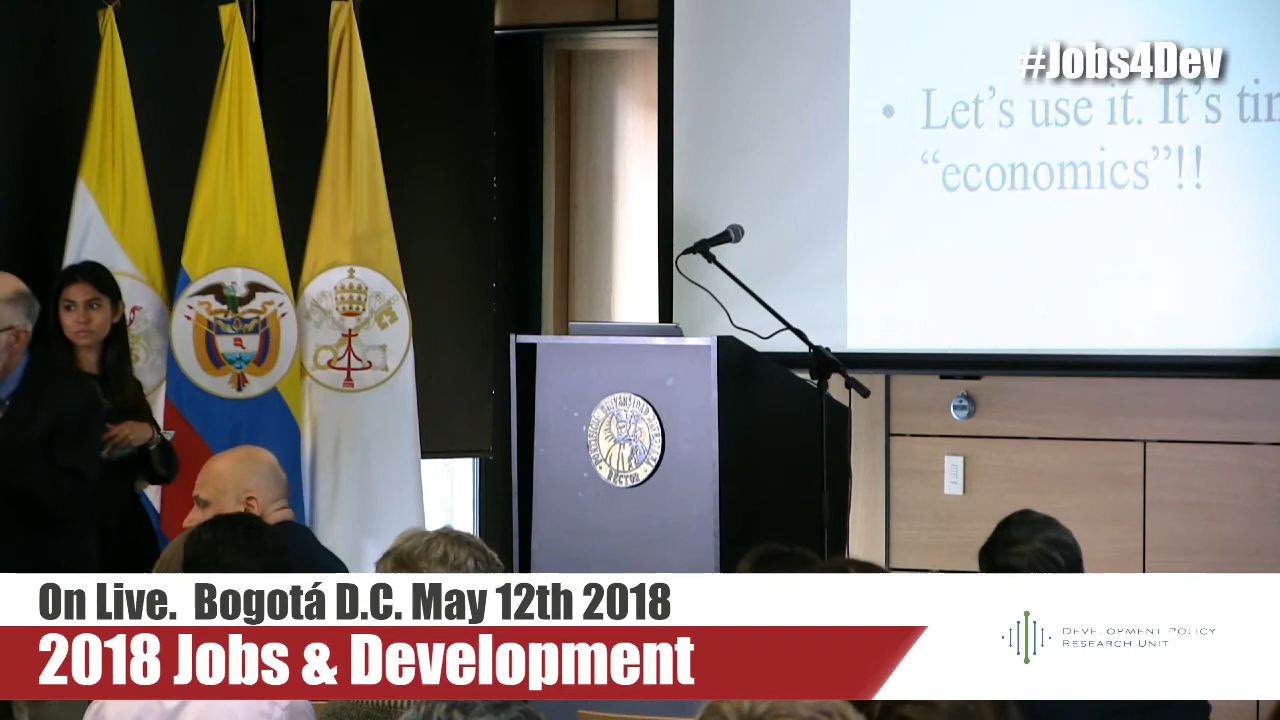 #Jobs4Dev
• Let's use it. It's
“economics”!!
RECTOR
On Live. Bogotá D.C. May 12th 2018
2018 Jobs & Development
DEVELOPMENT POLICY
RESEARCH UNIT